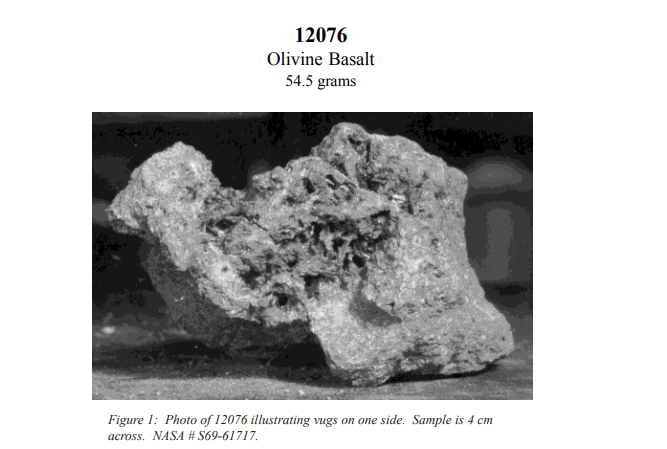 12076
Olivine Basalt
54.5 grams
Figure 1:  Photo of 12076 illustrating vugs on one side.  Sample is 4 cm
across.  NASA # S69-61717.